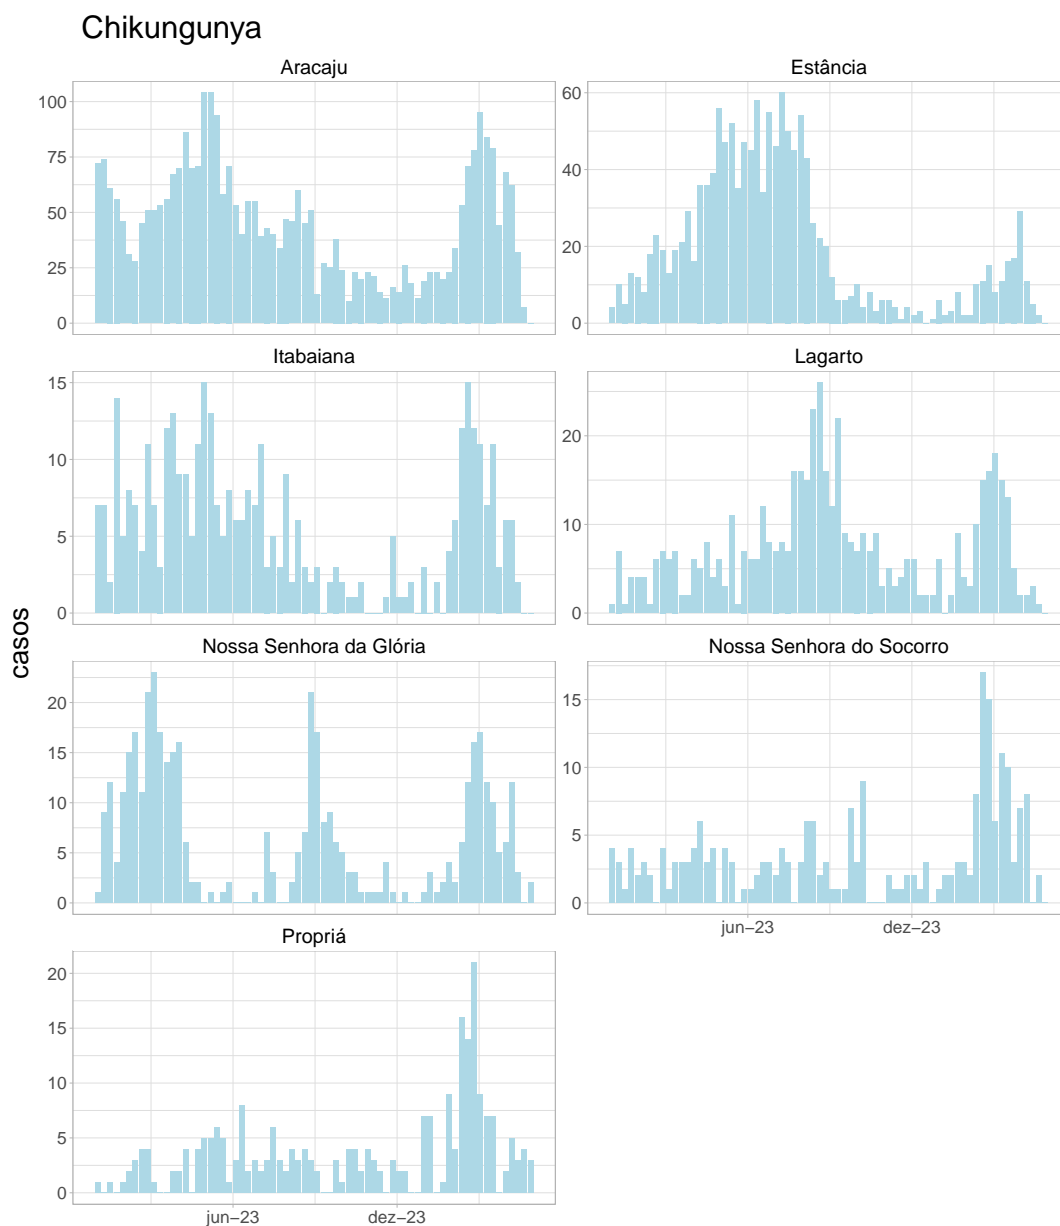 Chikungunya
Aracaju
Estância
100
75
50
25
0
60
40
20
0
Itabaiana
Lagarto
15
10
5
0
20
10
0
casos
Nossa Senhora da Glória
Nossa Senhora do Socorro
20
15
10
5
0
15
10
5
0
jun−23
dez−23
Propriá
20
15
10
5
0
jun−23
dez−23